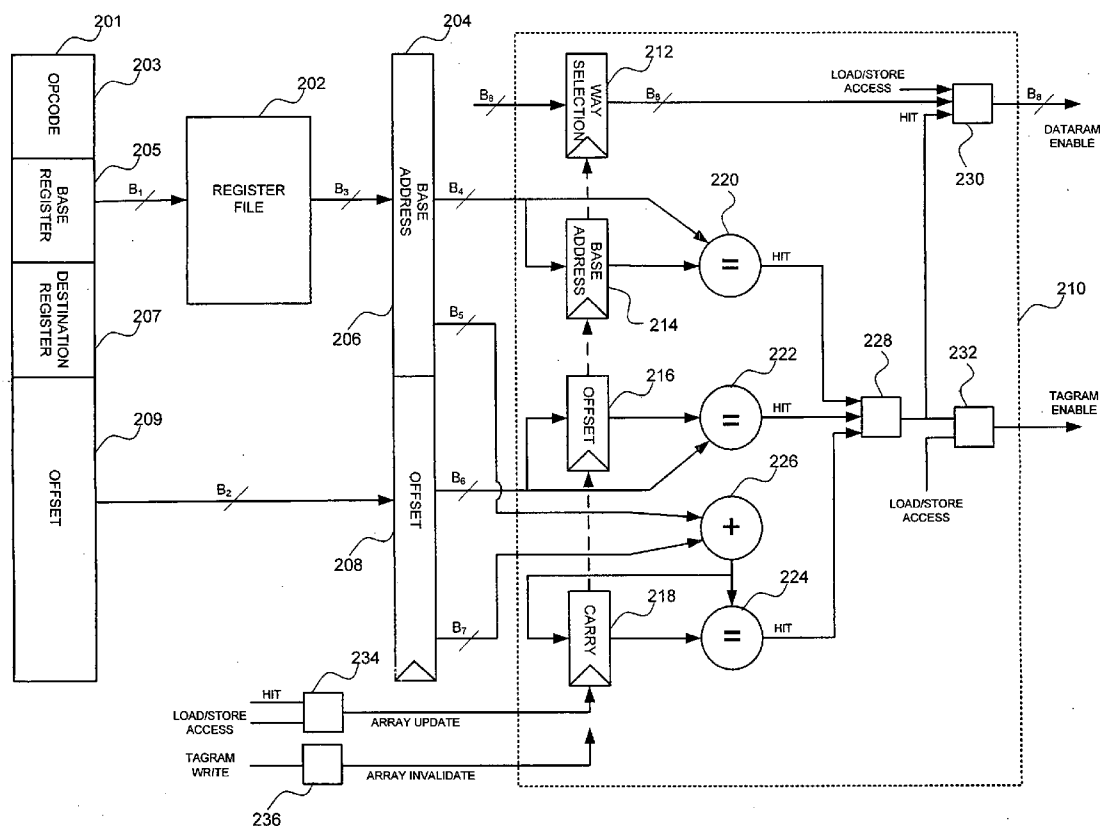 201
203
OPCODE
205
BASE
REGISTER
B1
207
DESTINATION
REGISTER
209
OFFSET
B2
202
REGISTER
FILE
B3
204
BASE
ADDRESS
206
OFFSET
208
B4
B5
B6
B7
B8
212
WAY
SELECTION
B8
LOAD/STORE
ACCESS
HIT
230
B8
DATARAM
ENABLE
BASE
ADDRESS
214
220
=
HIT
210
216
OFFSET
222
=
HIT
228
232
TAGRAM
ENABLE
LOAD/STORE
ACCESS
226
+
218
CARRY
224
=
HIT
234
HIT
LOAD/STORE
ACCESS
ARRAY UPDATE
TAGRAM
WRITE
ARRAY INVALIDATE
236